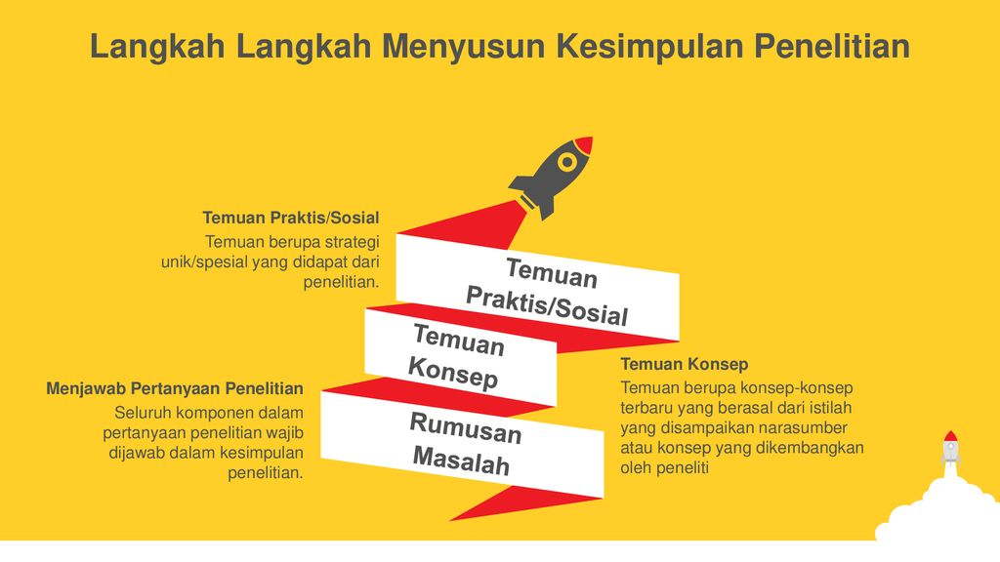 Langkah Langkah Menyusun Kesimpulan Penelitian
Temuan Praktis/Sosial
Temuan berupa strategi
unik/spesial yang didapat dari
penelitian.
Temuan
Praktis/Sosial
Temuan
Konsep
Temuan Konsep
Temuan berupa konsep-konsep
terbaru yang berasal dari istilah
yang disampaikan narasumber
atau konsep yang dikembangkan
oleh peneliti
Menjawab Pertanyaan Penelitian
Seluruh komponen dalam
pertanyaan penelitian wajib
dijawab dalam kesimpulan
penelitian.
Rumusan
Masalah